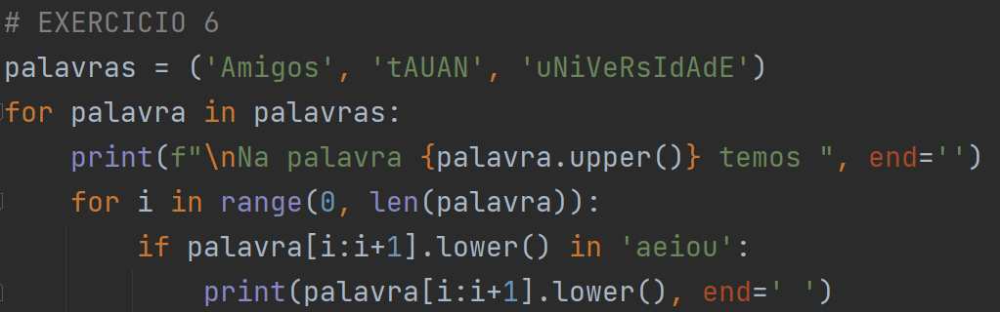 # EXERCICIO 6
palavras = ('Amigos', 'tAUAN', 'uNiVeRsIdAdE')
for palavra in palavras:
    print(f"\nNa palavra {palavra.upper()} temos ", end='')
    for i in range(0, len(palavra)):
        if palavra[i:i+1].lower() in 'aeiou':
            print(palavra[i:i+1].lower(), end=' ')